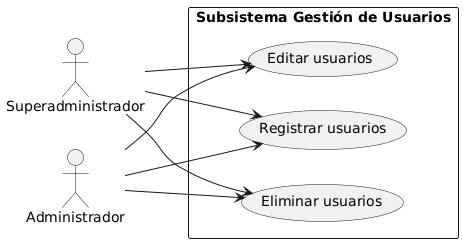 Subsistema Gestión de Usuarios
Editar usuarios
Superadministrador
Registrar usuarios
Administrador
Eliminar usuarios